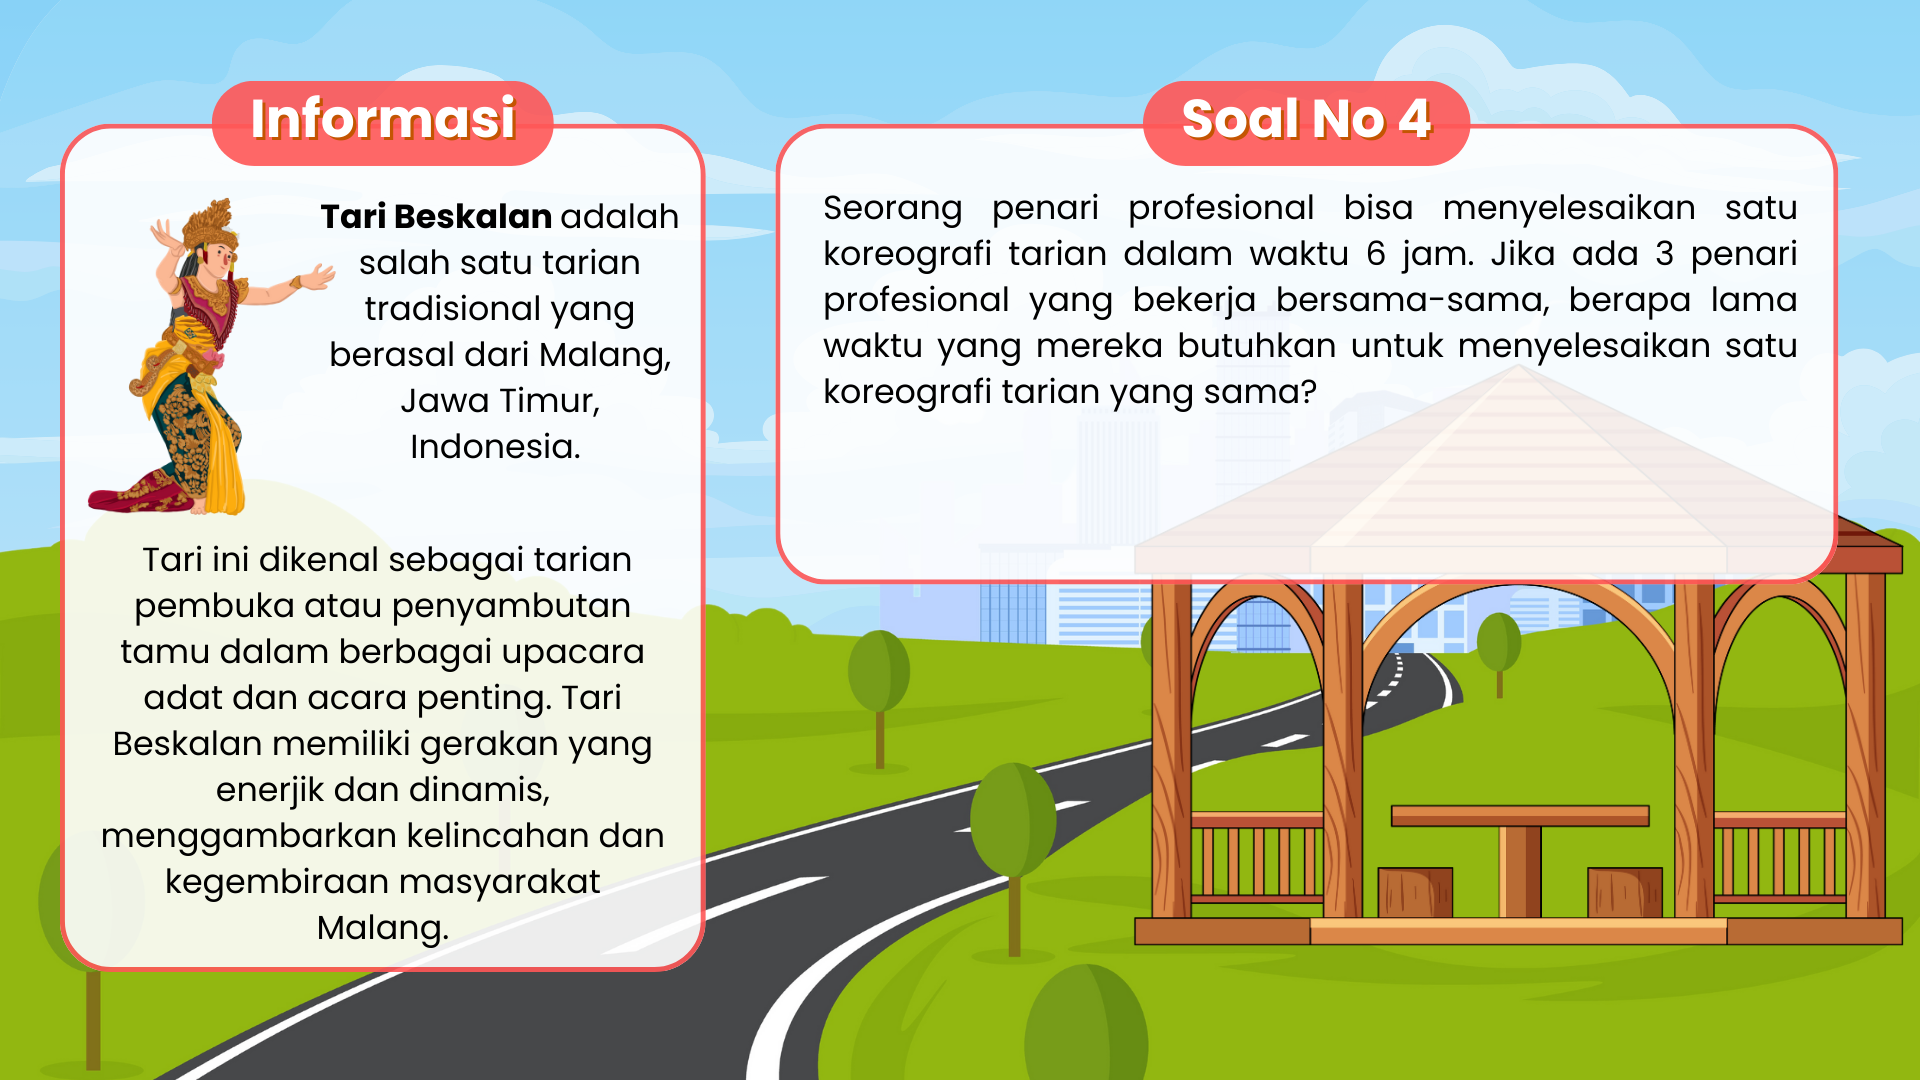 Informasi
Tari Beskalan adalah
salah satu tarian
tradisional yang
berasal dari Malang,
Jawa Timur,
Indonesia.
Tari ini dikenal sebagai tarian
pembuka atau penyambutan
tamu dalam berbagai upacara
adat dan acara penting. Tari
Beskalan memiliki gerakan yang
enerjik dan dinamis,
menggambarkan kelincahan dan
kegembiraan masyarakat
Malang.
Soal No 4
Seorang penari profesional bisa menyelesaikan satu
koreografi tarian dalam waktu 6 jam. Jika ada 3 penari
profesional yang bekerja bersama-sama, berapa lama
waktu yang mereka butuhkan untuk menyelesaikan satu
koreografi tarian yang sama?